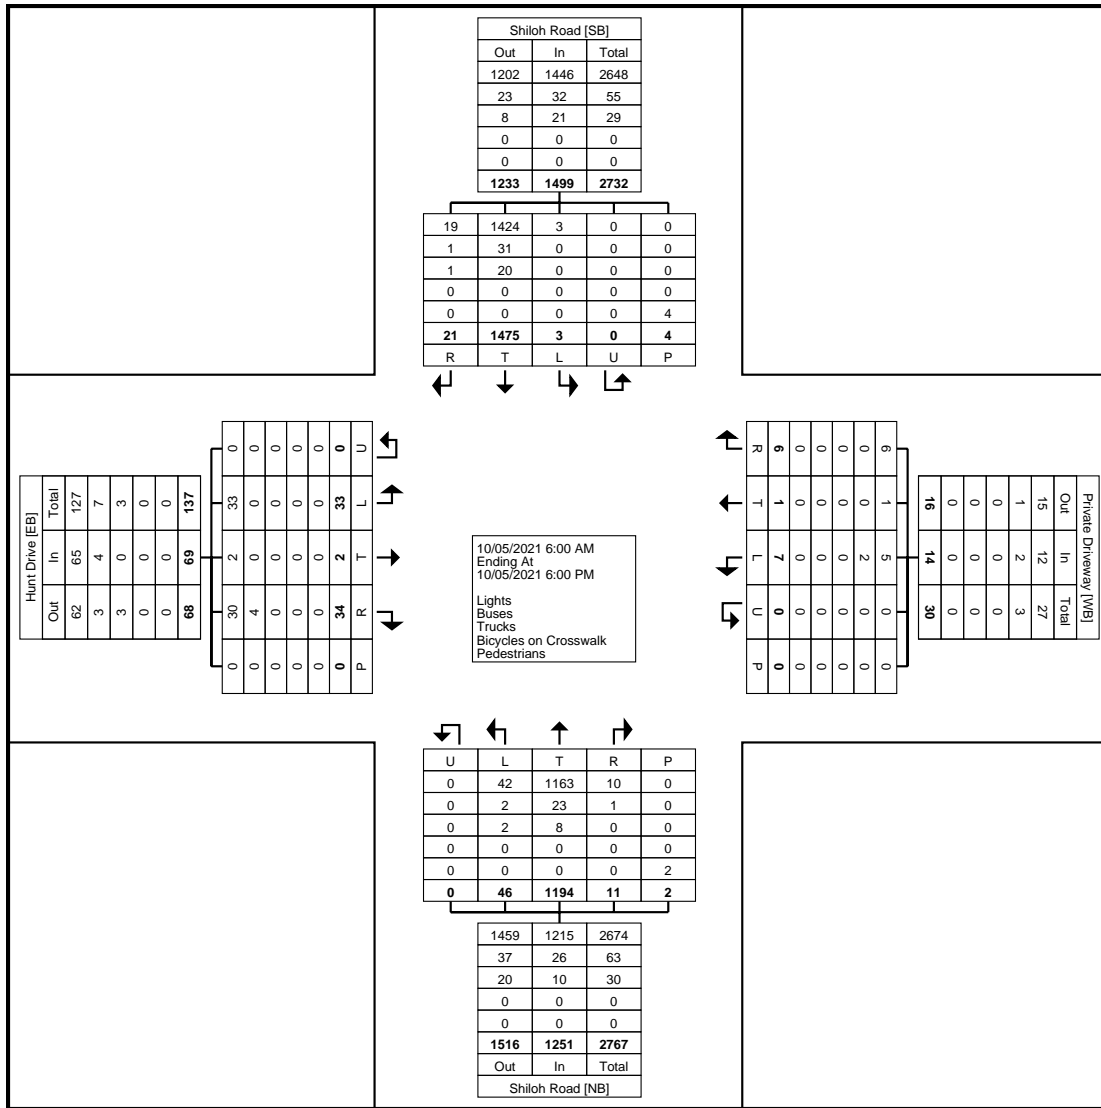 Shiloh Road [SB]
Out In Total
1202 1446 2648
23 32 55
8 21 29
0 0 0
0 0 0
1233 1499 2732
19 1424 3 0 0
1 31 0 0 0
1 20 0 0 0
0 0 0 0 0
0 0 0 0 4
21 1475 3 0 4
R T L U P
Hunt Drive [EB]
Total In Out
127 65 62
7 4 3
3 0 3
0 0 0
0 0 0
137 69 68
0 33 2 30 0
0 0 0 4 0
0 0 0 0 0
0 0 0 0 0
0 0 0 0 0
0 33 2 34 0
U L T R P
10/05/2021 6:00 AM
Ending At
10/05/2021 6:00 PM
Lights
Buses
Trucks
Bicycles on Crosswalk
Pedestrians
Private Driveway [WB]
Out In Total
15 12 27
1 2 3
0 0 0
0 0 0
0 0 0
16 14 30
6 1 5 0 0
0 0 2 0 0
0 0 0 0 0
0 0 0 0 0
0 0 0 0 0
6 1 7 0 0
R T L U P
U L T R P
0 42 1163 10 0
0 2 23 1 0
0 2 8 0 0
0 0 0 0 0
0 0 0 0 2
0 46 1194 11 2
1459 1215 2674
37 26 63
20 10 30
0 0 0
0 0 0
1516 1251 2767
Out In Total
Shiloh Road [NB]